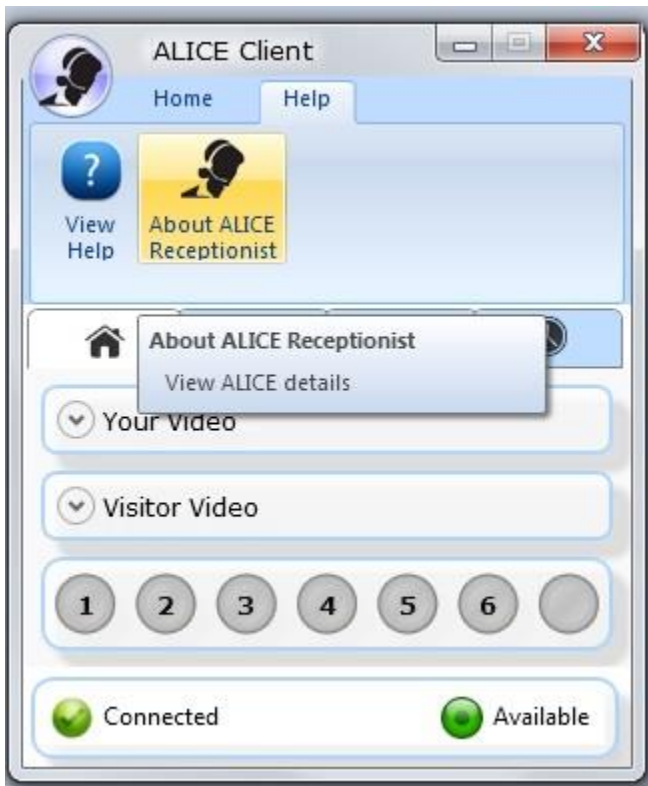 ALICE Client
Home Help
?
View
Help
About ALICE
Receptionist
About ALICE Receptionist
View ALICE details
Your Video
Visitor Video
1 2 3 4 5 6
Connected Available